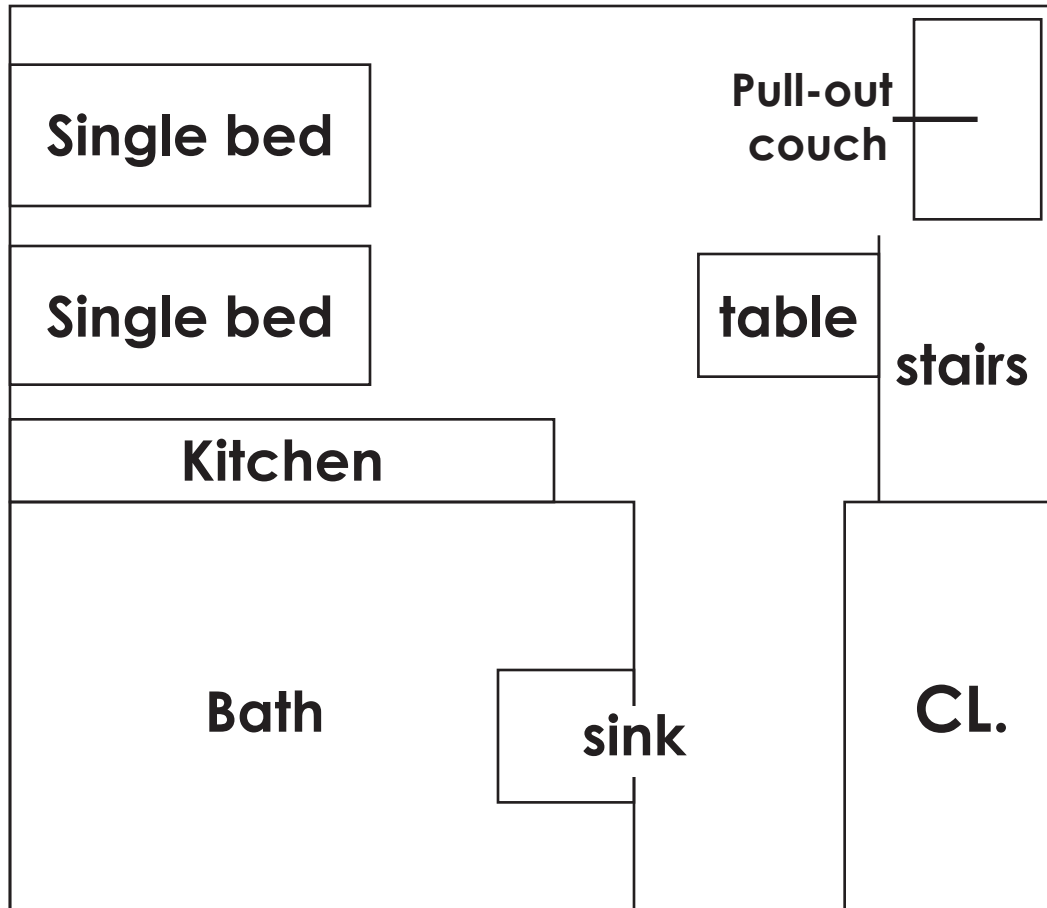 Single bed
Pull-out
couch
Single bed
table
stairs
Kitchen
Bath
sink
CL.